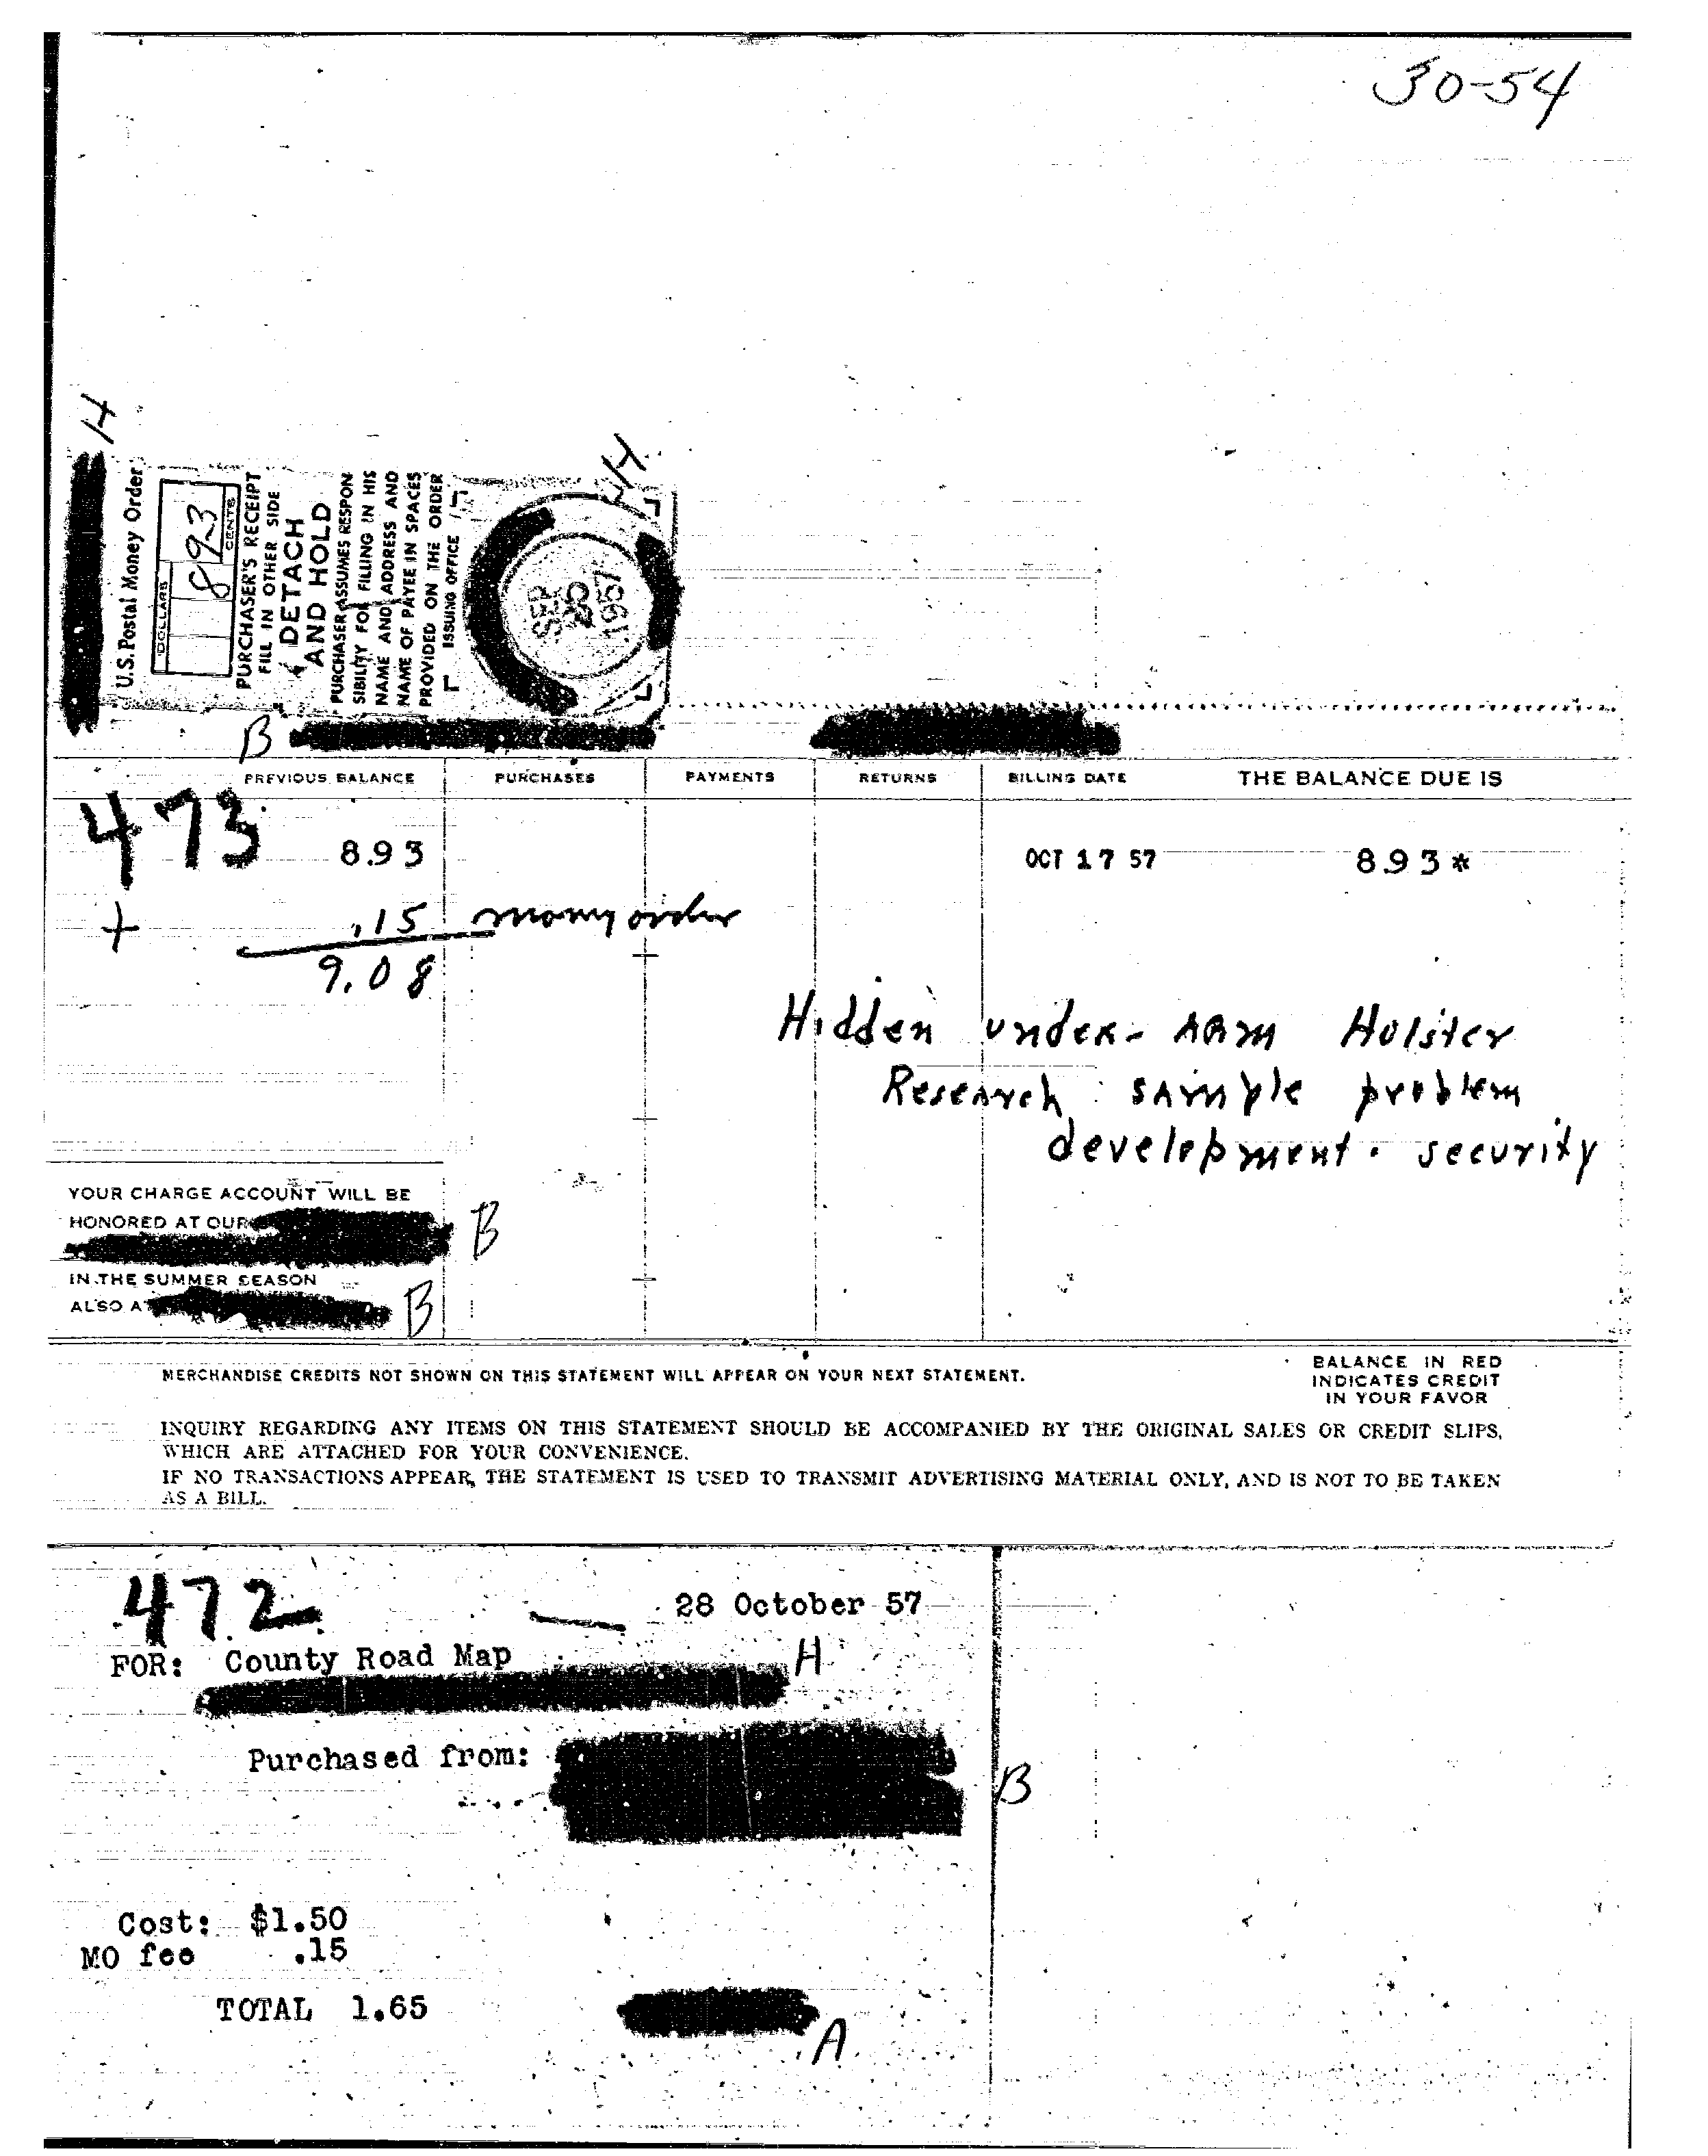 30-54
H
U.S. Postal Money Order
DOLLARS
CENTS
8 93
PURCHASER'S RECEIPT
FILL IN OTHER SIDE
DETACH
AND HOLD
PURCHASER ASSUMES RESPON
SIBILITY FOR FILLING IN HIS
NAME AND ADDRESS AND
NAME OF PAYEE IN SPACES
PROVIDED ON THE ORDER
ISSUING OFFICE
H
SEP
1957
B
PREVIOUS BALANCE PURCHASES PAYMENTS RETURNS BILLING DATE THE BALANCE DUE IS
473
8.93 OCT 17 57 8.93*
+ .15 money order
9.08
Hidden under-arm Holster
Research sample problem
development. security
YOUR CHARGE ACCOUNT WILL BE
HONORED AT OUR
B
IN THE SUMMER SEASON
ALSO AT
B
MERCHANDISE CREDITS NOT SHOWN ON THIS STATEMENT WILL APPEAR ON YOUR NEXT STATEMENT.
BALANCE IN RED
INDICATES CREDIT
IN YOUR FAVOR
INQUIRY REGARDING ANY ITEMS ON THIS STATEMENT SHOULD BE ACCOMPANIED BY THE ORIGINAL SALES OR CREDIT SLIPS,
WHICH ARE ATTACHED FOR YOUR CONVENIENCE.
IF NO TRANSACTIONS APPEAR, THE STATEMENT IS USED TO TRANSMIT ADVERTISING MATERIAL ONLY, AND IS NOT TO BE TAKEN
AS A BILL.
472
28 October 57
FOR: County Road Map
H
Purchased from:
B
Cost: $1.50
MO fee .15
TOTAL 1.65
A